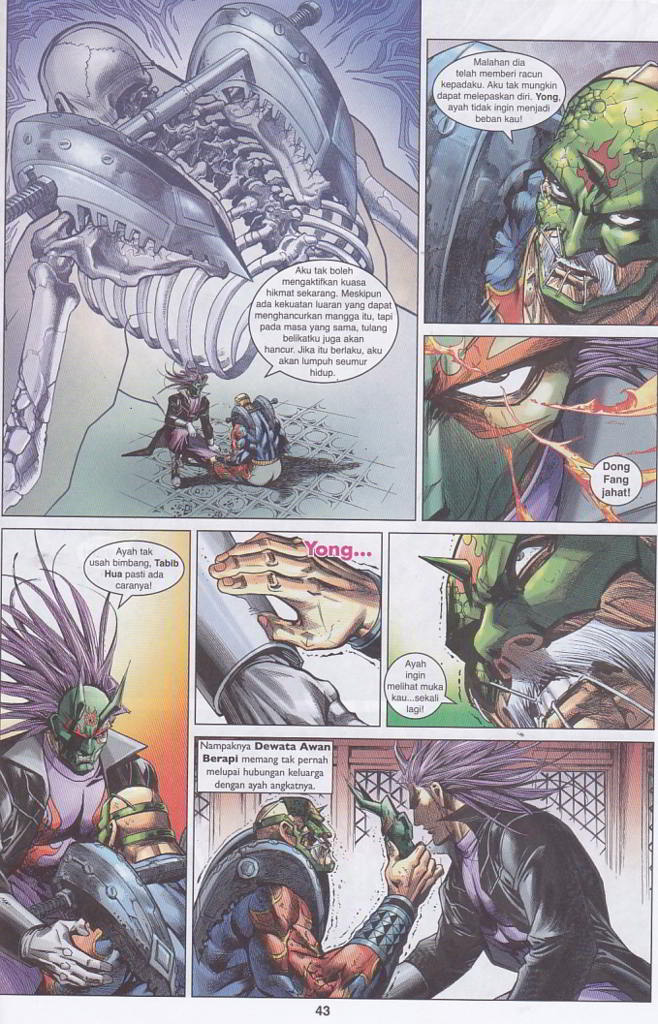 Aku tak boleh
mengaktifkan kuasa
hikmat sekarang. Meskipun
ada kekuatan luaran yang dapat
menghancurkan mangga itu, tapi
pada masa yang sama, tulang
belikatku juga akan
hancur. Jika itu berlaku, aku
akan lumpuh seumur
hidup.
Malahan dia
telah memberi racun
kepadaku. Aku tak mungkin
dapat melepaskan diri. Yong,
ayah tidak ingin menjadi
beban kau!
Dong
Fang
jahat!
Ayah tak
usah bimbang, Tabib
Hua pasti ada
caranya!
Yong...
Ayah
ingin
melihat muka
kau...sekali
lagi!
Nampaknya Dewata Awan
Berapi memang tak pernah
melupai hubungan keluarga
dengan ayah angkatnya.
43